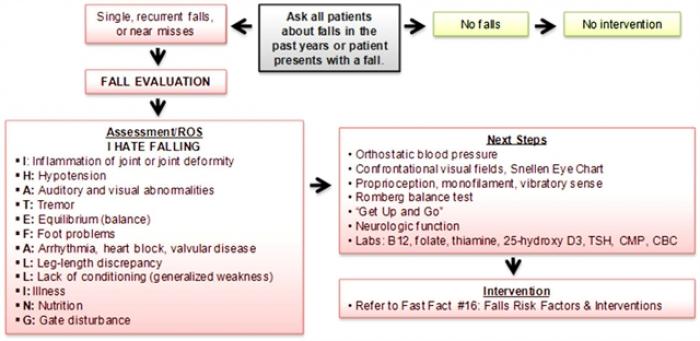 Single, recurrent falls,
or near misses
Ask all patients
about falls in the
past years or patient
presents with a fall.
No falls
No intervention
FALL EVALUATION
Assessment/ROS
I HATE FALLING
▪ I: Inflammation of joint or joint deformity
▪ H: Hypotension
▪ A: Auditory and visual abnormalities
▪ T: Tremor
▪ E: Equilibrium (balance)
▪ F: Foot problems
▪ A: Arrhythmia, heart block, valvular disease
▪ L: Leg-length discrepancy
▪ L: Lack of conditioning (generalized weakness)
▪ I: Illness
▪ N: Nutrition
▪ G: Gate disturbance
Next Steps
• Orthostatic blood pressure
• Confrontational visual fields, Snellen Eye Chart
• Proprioception, monofilament, vibratory sense
• Romberg balance test
• "Get Up and Go"
• Neurologic function
• Labs: B12, folate, thiamine, 25-hydroxy D3, TSH, CMP, CBC
Intervention
• Refer to Fast Fact #16: Falls Risk Factors & Interventions